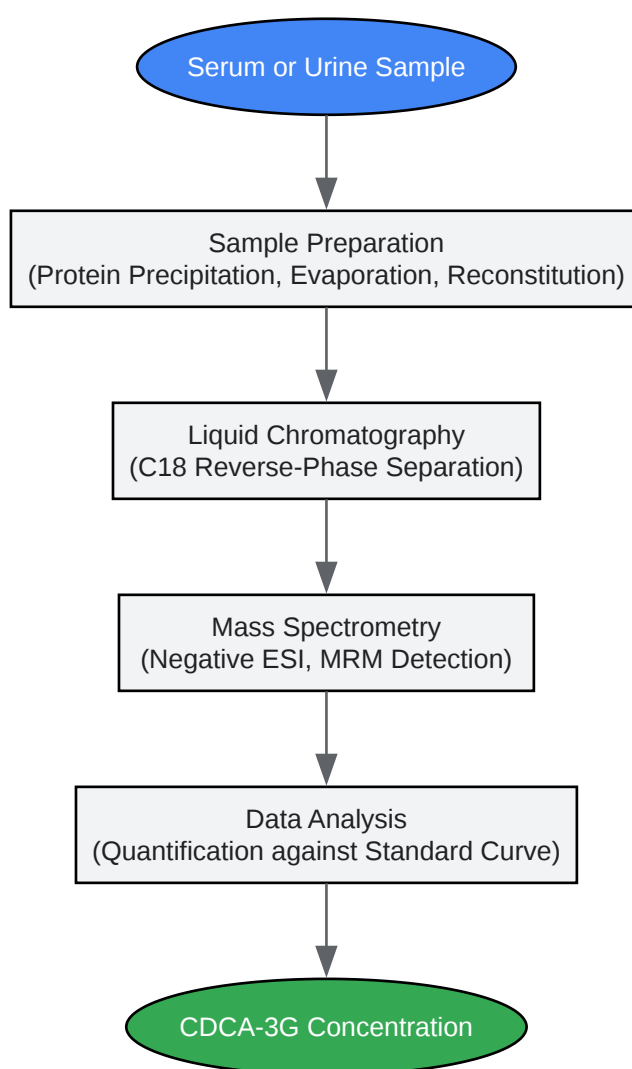 Serum or Urine Sample
Sample Preparation
(Protein Precipitation, Evaporation, Reconstitution)
Liquid Chromatography
(C18 Reverse-Phase Separation)
Mass Spectrometry
(Negative ESI, MRM Detection)
Data Analysis
(Quantification against Standard Curve)
CDCA-3G Concentration